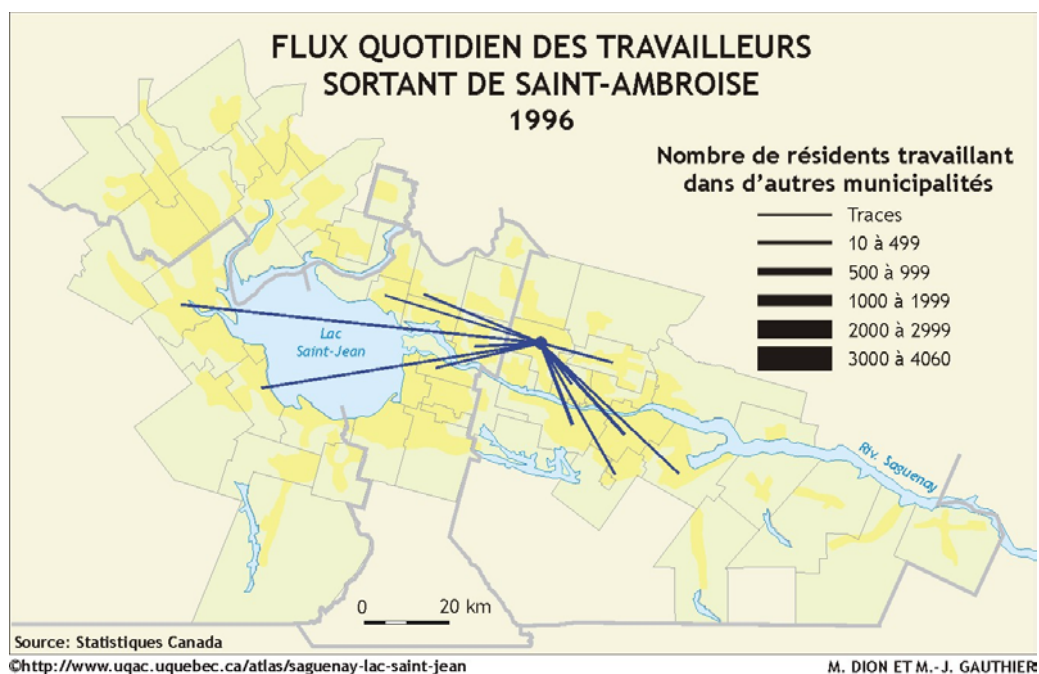 FLUX QUOTIDIEN DES TRAVAILLEURS
SORTANT DE SAINT-AMBROISE
1996
Nombre de résidents travaillant
dans d'autres municipalités
Traces
10 à 499
500 à 999
1000 à 1999
2000 à 2999
3000 à 4060
Lac
Saint-Jean
Riv. Saguenay
0 20 km
Source: Statistiques Canada
©http://www.uqac.uquebec.ca/atlas/saguenay-lac-saint-jean
M. DION ET M.-J. GAUTHIER